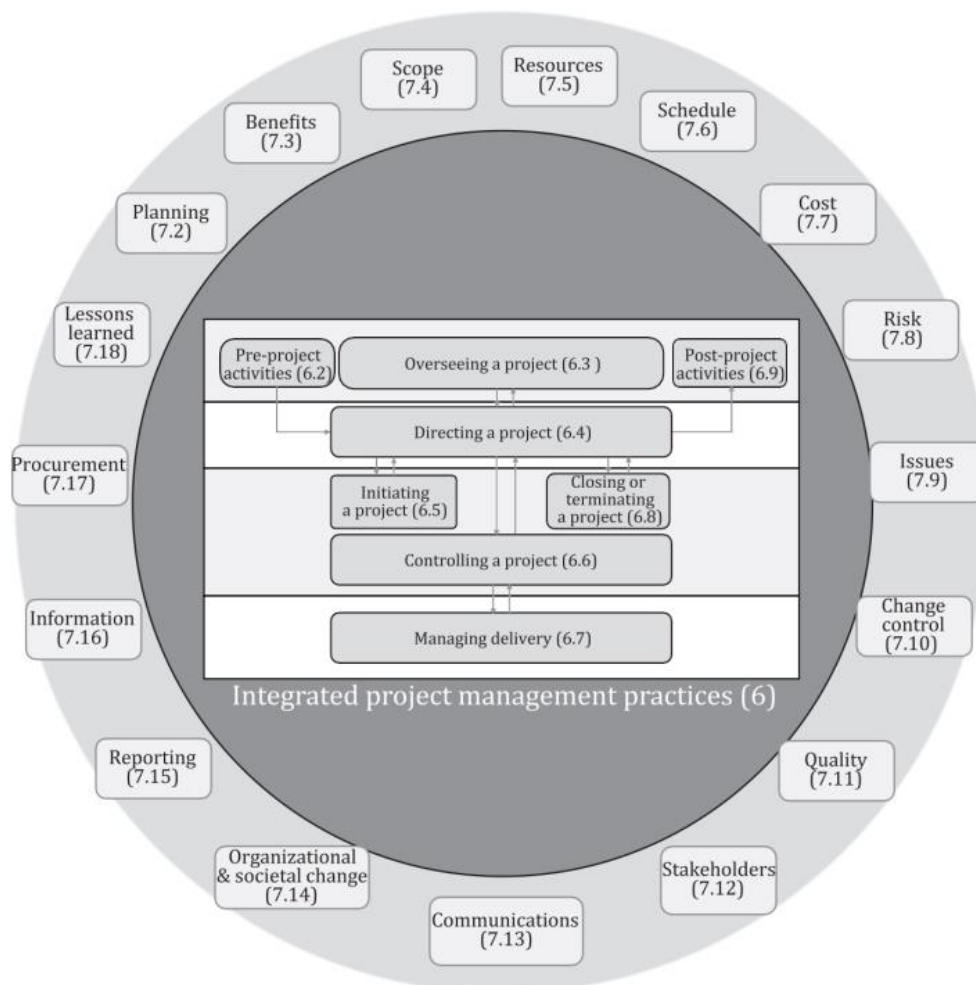 Scope
(7.4)
Resources
(7.5)
Benefits
(7.3)
Schedule
(7.6)
Planning
(7.2)
Cost
(7.7)
Lessons
learned
(7.18)
Risk
(7.8)
Pre-project
activities (6.2)
Overseeing a project (6.3 )
Post-project
activities (6.9)
Directing a project (6.4)
Procurement
(7.17)
Issues
(7.9)
Initiating
a project (6.5)
Closing or
terminating
a project (6.8)
Controlling a project (6.6)
Information
(7.16)
Change
control
(7.10)
Managing delivery (6.7)
Integrated project management practices (6)
Reporting
(7.15)
Quality
(7.11)
Organizational
& societal change
(7.14)
Stakeholders
(7.12)
Communications
(7.13)